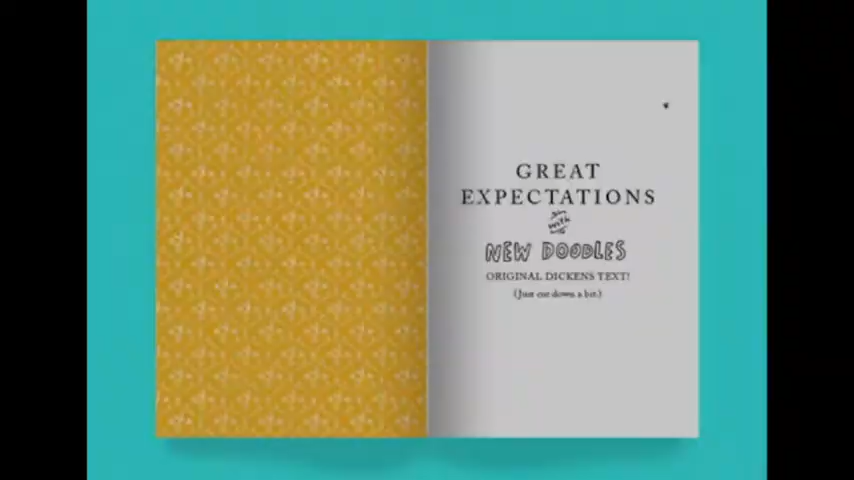 GREAT
EXPECTATIONS
with
NEW DOODLES
ORIGINAL DICKENS TEXT!
(Just cut down a bit.)